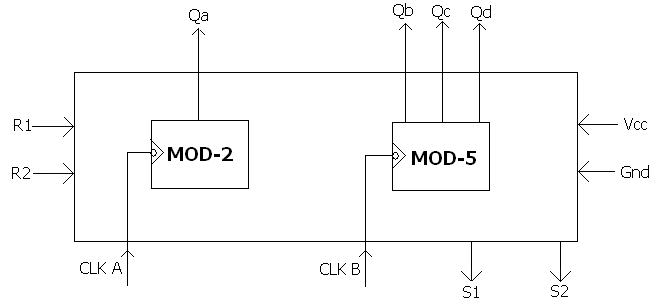 Qa
Qb Qc Qd
R1
Vcc
MOD-2
MOD-5
R2
Gnd
CLK A
CLK B
S1
S2